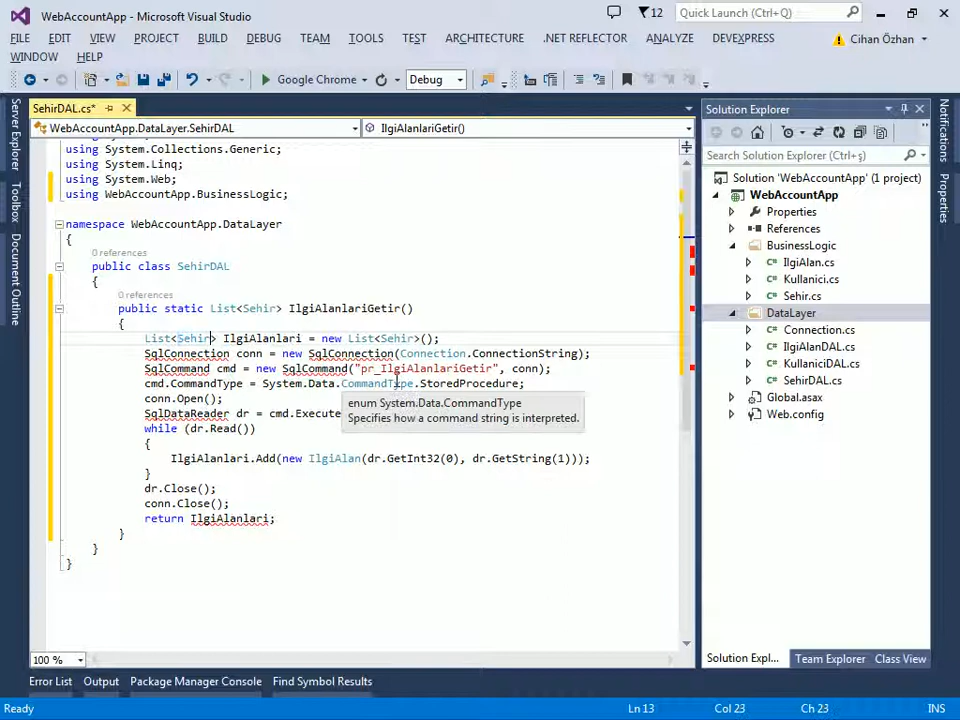 WebAccountApp - Microsoft Visual Studio
12
Quick Launch (Ctrl+Q)
FILE EDIT VIEW PROJECT BUILD DEBUG TEAM TOOLS TEST ARCHITECTURE .NET REFLECTOR ANALYZE DEVEXPRESS
Cihan Özhan
WINDOW HELP
Google Chrome
Debug
Server Explorer
Toolbox
Document Outline
SehirDAL.cs*
WebAccountApp.DataLayer.SehirDAL
IlgiAlanlariGetir()
using System.Collections.Generic;
using System.Linq;
using System.Web;
using WebAccountApp.BusinessLogic;
namespace WebAccountApp.DataLayer
{
0 references
public class SehirDAL
{
0 references
public static List<Sehir> IlgiAlanlariGetir()
{
List<Sehir> IlgiAlanlari = new List<Sehir>();
SqlConnection conn = new SqlConnection(Connection.ConnectionString);
SqlCommand cmd = new SqlCommand("pr_IlgiAlanlariGetir", conn);
cmd.CommandType = System.Data.CommandType.StoredProcedure;
conn.Open();
SqlDataReader dr = cmd.Execute
enum System.Data.CommandType
Specifies how a command string is interpreted.
while (dr.Read())
{
IlgiAlanlari.Add(new IlgiAlan(dr.GetInt32(0), dr.GetString(1)));
}
dr.Close();
conn.Close();
return IlgiAlanlari;
}
}
}
100 %
Solution Explorer
Search Solution Explorer (Ctrl+ş)
Solution 'WebAccountApp' (1 project)
WebAccountApp
Properties
References
BusinessLogic
IlgiAlan.cs
Kullanici.cs
Sehir.cs
DataLayer
Connection.cs
IlgiAlanDAL.cs
KullaniciDAL.cs
SehirDAL.cs
Global.asax
Web.config
Solution Expl... Team Explorer Class View
Notifications
Properties
Error List Output Package Manager Console Find Symbol Results
Ready
Ln 13
Col 23
Ch 23
INS